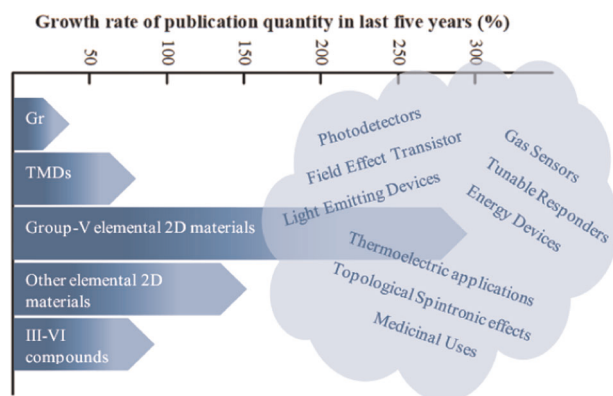 Growth rate of publication quantity in last five years (%)
50
100
150
200
250
300
Gr
TMDs
Group-V elemental 2D materials
Other elemental 2D
materials
III-VI
compounds
Photodetectors
Field Effect Transistor
Light Emitting Devices
Gas Sensors
Tunable Responders
Energy Devices
Thermoelectric applications
Topological Spintronic effects
Medicinal Uses